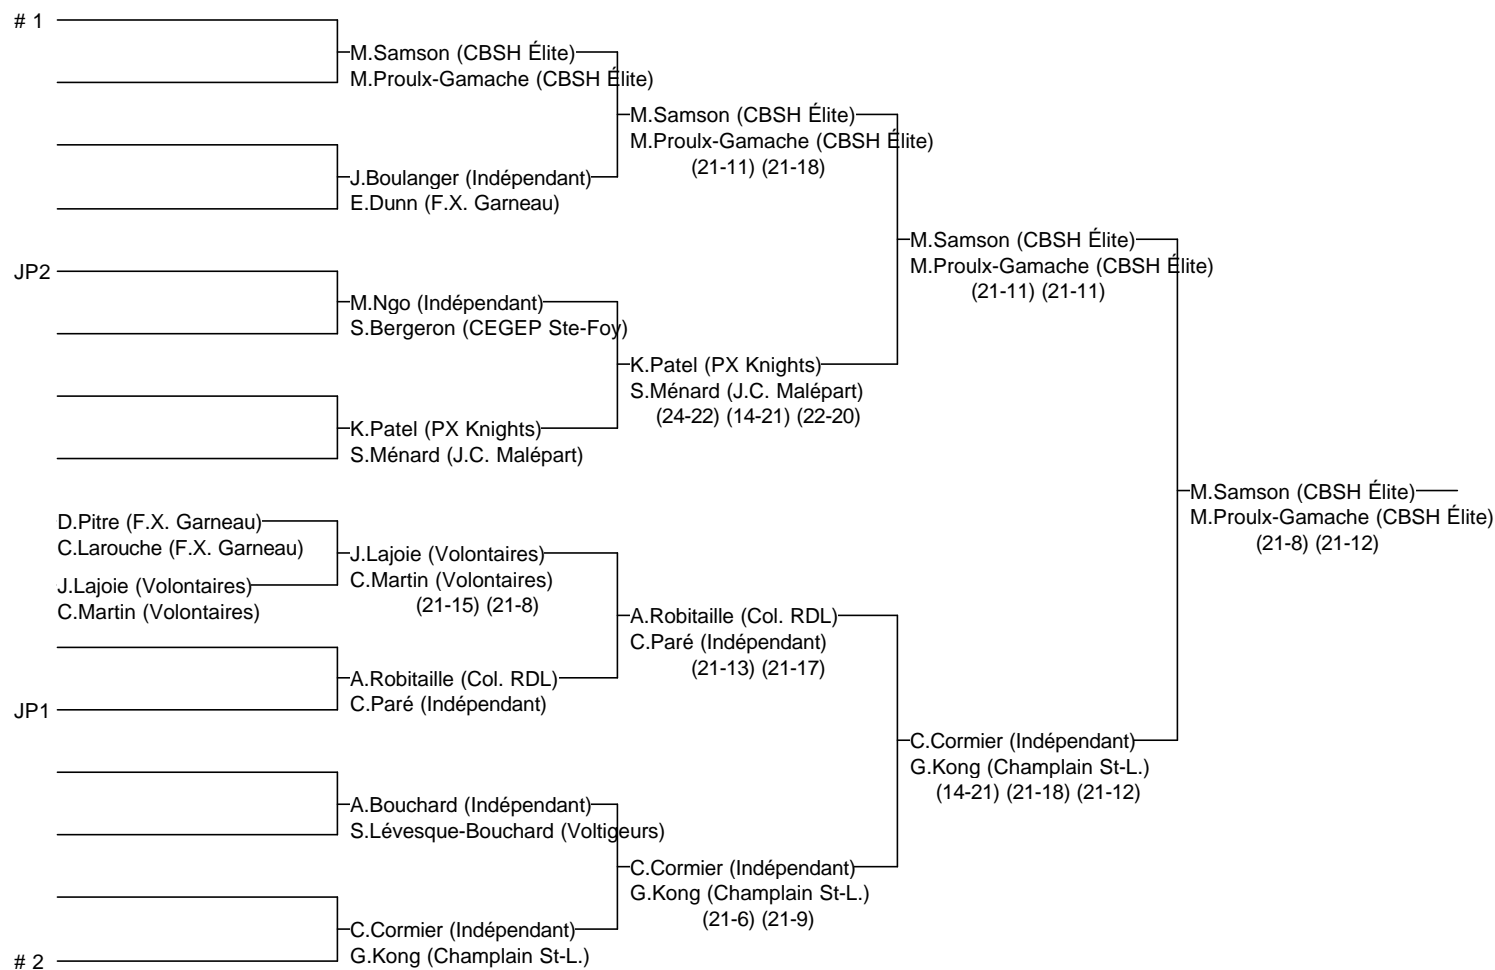 # 1
M.Samson (CBSH Élite)
M.Proulx-Gamache (CBSH Élite)
M.Samson (CBSH Élite)
M.Proulx-Gamache (CBSH Élite)
(21-11) (21-18)
J.Boulanger (Indépendant)
E.Dunn (F.X. Garneau)
M.Samson (CBSH Élite)
M.Proulx-Gamache (CBSH Élite)
(21-11) (21-11)
JP2
M.Ngo (Indépendant)
S.Bergeron (CEGEP Ste-Foy)
K.Patel (PX Knights)
S.Ménard (J.C. Malépart)
(24-22) (14-21) (22-20)
K.Patel (PX Knights)
S.Ménard (J.C. Malépart)
M.Samson (CBSH Élite)
M.Proulx-Gamache (CBSH Élite)
(21-8) (21-12)
D.Pitre (F.X. Garneau)
C.Larouche (F.X. Garneau)
J.Lajoie (Volontaires)
C.Martin (Volontaires)
(21-15) (21-8)
J.Lajoie (Volontaires)
C.Martin (Volontaires)
A.Robitaille (Col. RDL)
C.Paré (Indépendant)
(21-13) (21-17)
A.Robitaille (Col. RDL)
C.Paré (Indépendant)
JP1
C.Cormier (Indépendant)
G.Kong (Champlain St-L.)
(14-21) (21-18) (21-12)
A.Bouchard (Indépendant)
S.Lévesque-Bouchard (Voltigeurs)
C.Cormier (Indépendant)
G.Kong (Champlain St-L.)
(21-6) (21-9)
C.Cormier (Indépendant)
G.Kong (Champlain St-L.)
# 2